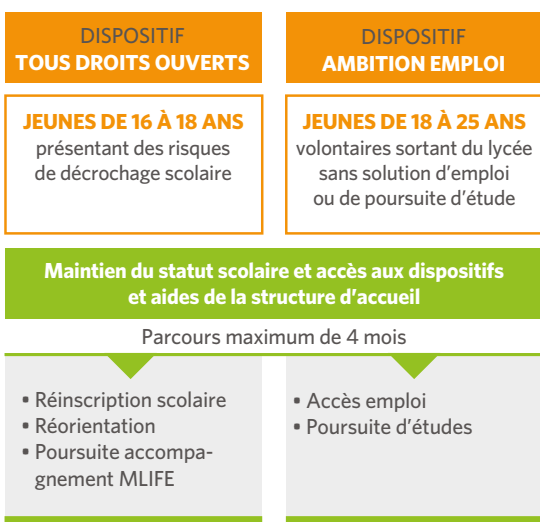 DISPOSITIF
TOUS DROITS OUVERTS
JEUNES DE 16 À 18 ANS
présentant des risques
de décrochage scolaire
DISPOSITIF
AMBITION EMPLOI
JEUNES DE 18 À 25 ANS
volontaires sortant du lycée
sans solution d'emploi
ou de poursuite d'étude
Maintien du statut scolaire et accès aux dispositifs
et aides de la structure d'accueil
Parcours maximum de 4 mois
• Réinscription scolaire
• Réorientation
• Poursuite accompa-
gnement MLIFE
• Accès emploi
• Poursuite d'études